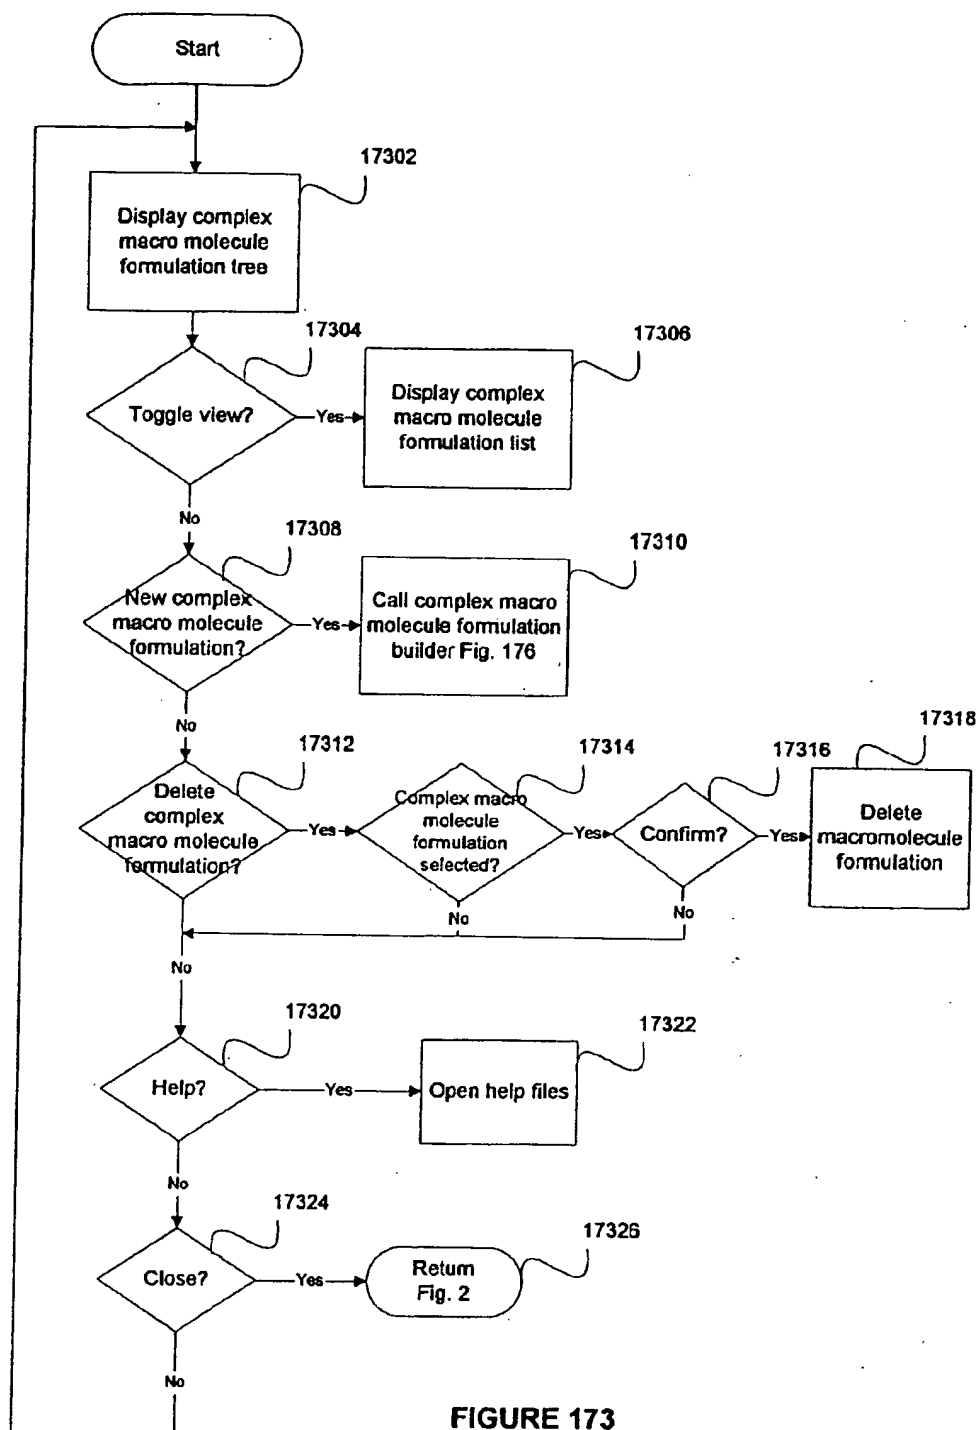 Start
17302
Display complex
macro molecule
formulation tree
17304
Toggle view?
Yes
17306
Display complex
macro molecule
formulation list
No
17308
New complex
macro molecule
formulation?
Yes
17310
Call complex macro
molecule formulation
builder Fig. 176
No
17312
Delete
complex
macro molecule
formulation?
Yes
17314
Complex macro
molecule
formulation
selected?
Yes
17316
Confirm?
Yes
17318
Delete
macromolecule
formulation
No
No
No
17320
Help?
Yes
17322
Open help files
No
17324
Close?
Yes
17326
Return
Fig. 2
No
FIGURE 173